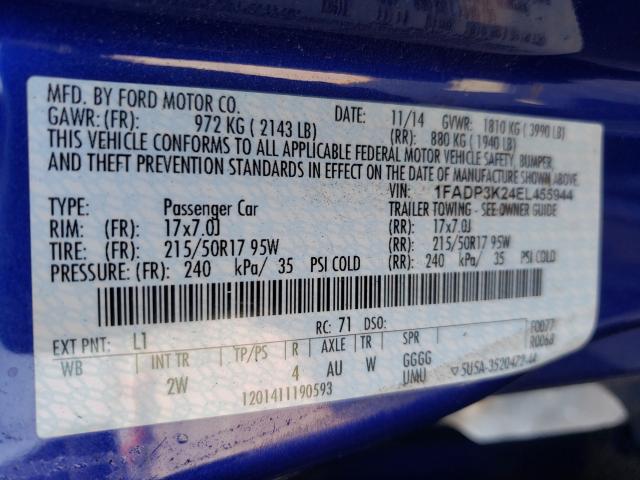 MFD. BY FORD MOTOR CO. DATE: 11/14 GVWR: 1810 KG ( 3990 LB)
GAWR: (FR): 972 KG ( 2143 LB) (RR): 880 KG ( 1940 LB)
THIS VEHICLE CONFORMS TO ALL APPLICABLE FEDERAL MOTOR VEHICLE SAFETY, BUMPER,
AND THEFT PREVENTION STANDARDS IN EFFECT ON THE DATE OF MANUFACTURE SHOWN ABOVE.
VIN: 1FADP3K24EL455944
TYPE: Passenger Car TRAILER TOWING - SEE OWNER GUIDE
RIM: (FR) 17x7.0J (RR): 17x7.0J
TIRE: (FR): 215/50R17 95W (RR): 215/50R17 95W
PRESSURE: (FR): 240 kPa/ 35 PSI COLD (RR): 240 kPa/ 35 PSI COLD
EXT PNT: L1 RC: 71 DSO: F0077
R0068
WB INT TR TP/PS R AXLE TR SPR
2W 4 AU W GGGG
UMU
1201411190593